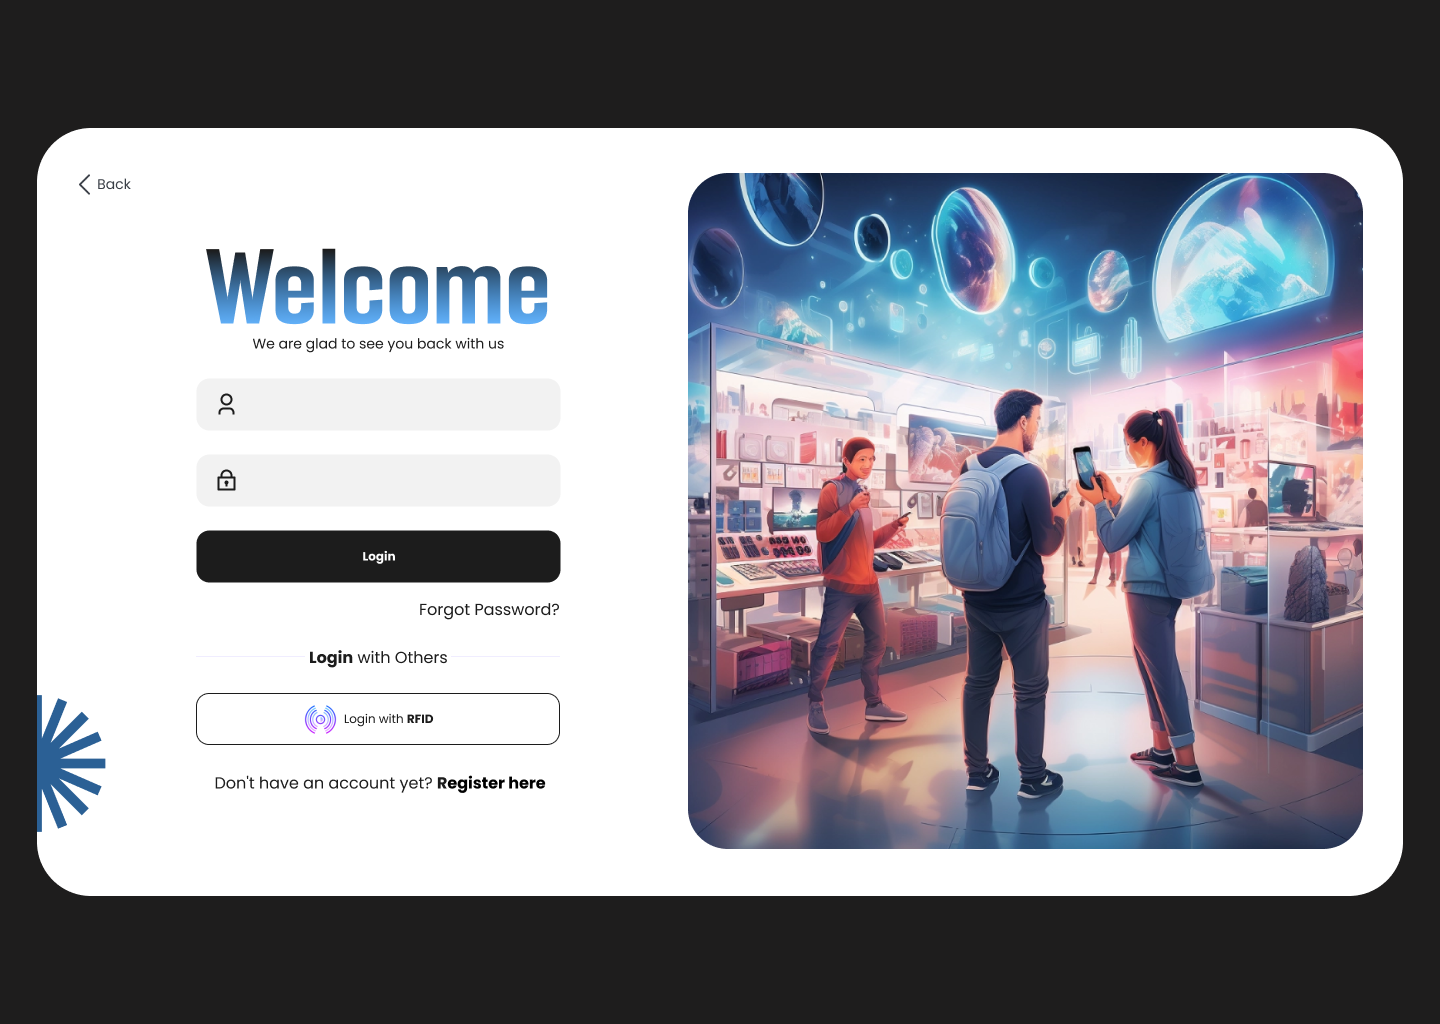 Back
Welcome
We are glad to see you back with us
Login
Forgot Password?
Login with Others
Login with RFID
Don't have an account yet? Register here